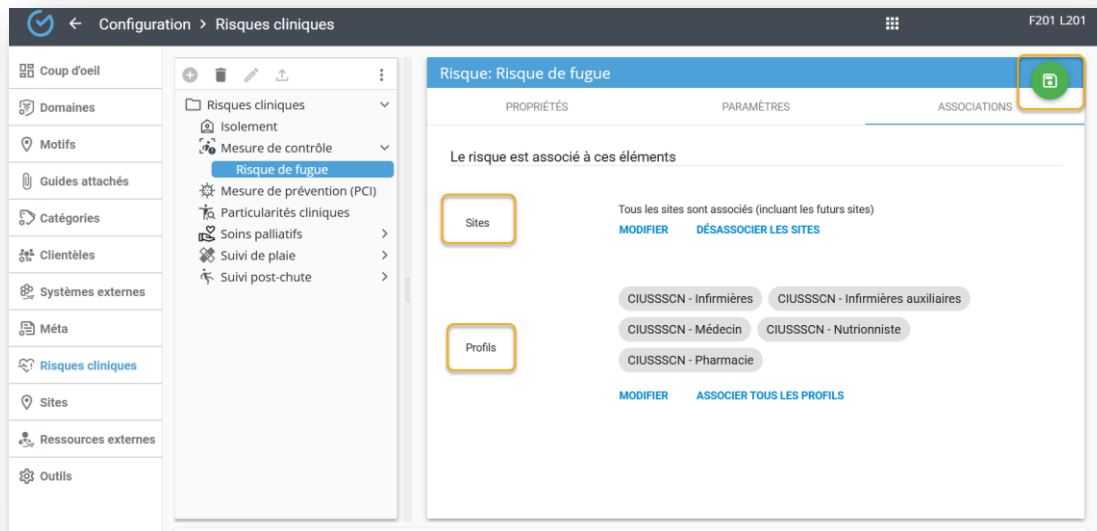 Configuration > Risques cliniques
F201 L201
Coup d'oeil
Domaines
Motifs
Guides attachés
Catégories
Clientèles
Systèmes externes
Méta
Risques cliniques
Sites
Ressources externes
Outils
Risques cliniques
Isolement
Mesure de contrôle
Risque de fugue
Mesure de prévention (PCI)
Particularités cliniques
Soins palliatifs
Suivi de plaie
Suivi post-chute
Risque: Risque de fugue
PROPRIÉTÉS PARAMÈTRES ASSOCIATIONS
Le risque est associé à ces éléments
Sites
Tous les sites sont associés (incluant les futurs sites)
MODIFIER DÉSASSOCIER LES SITES
Profils
CIUSSSCN - Infirmières CIUSSSCN - Infirmières auxiliaires
CIUSSSCN - Médecin CIUSSSCN - Nutrionniste
CIUSSSCN - Pharmacie
MODIFIER ASSOCIER TOUS LES PROFILS